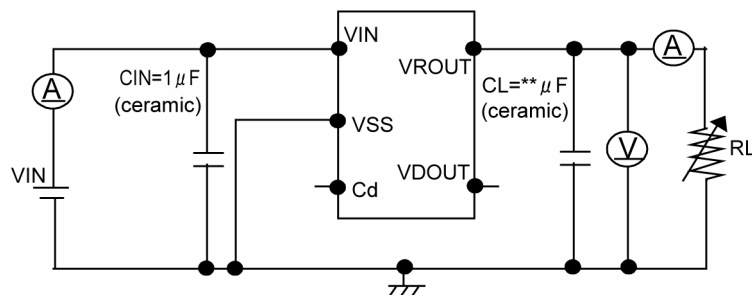 VIN
VROUT
A
A
CIN=1μF
(ceramic)
CL=**μF
(ceramic)
VSS
V
RL
VIN
VDOUT
Cd